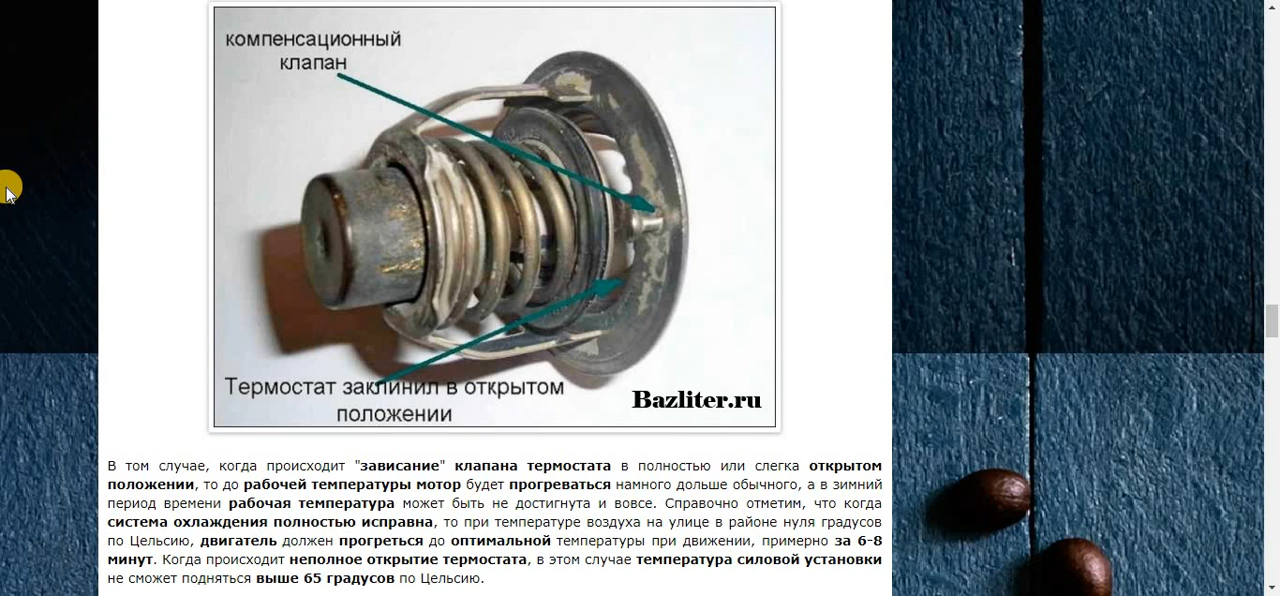 компенсационный
клапан
Термостат заклинил в открытом
положении
Bazliter.ru
В том случае, когда происходит "зависание" клапана термостата в полностью или слегка открытом
положении, то до рабочей температуры мотор будет прогреваться намного дольше обычного, а в зимний
период времени рабочая температура может быть не достигнута и вовсе. Справочно отметим, что когда
система охлаждения полностью исправна, то при температуре воздуха на улице в районе нуля градусов
по Цельсию, двигатель должен прогреться до оптимальной температуры при движении, примерно за 6-8
минут. Когда происходит неполное открытие термостата, в этом случае температура силовой установки
не сможет подняться выше 65 градусов по Цельсию.